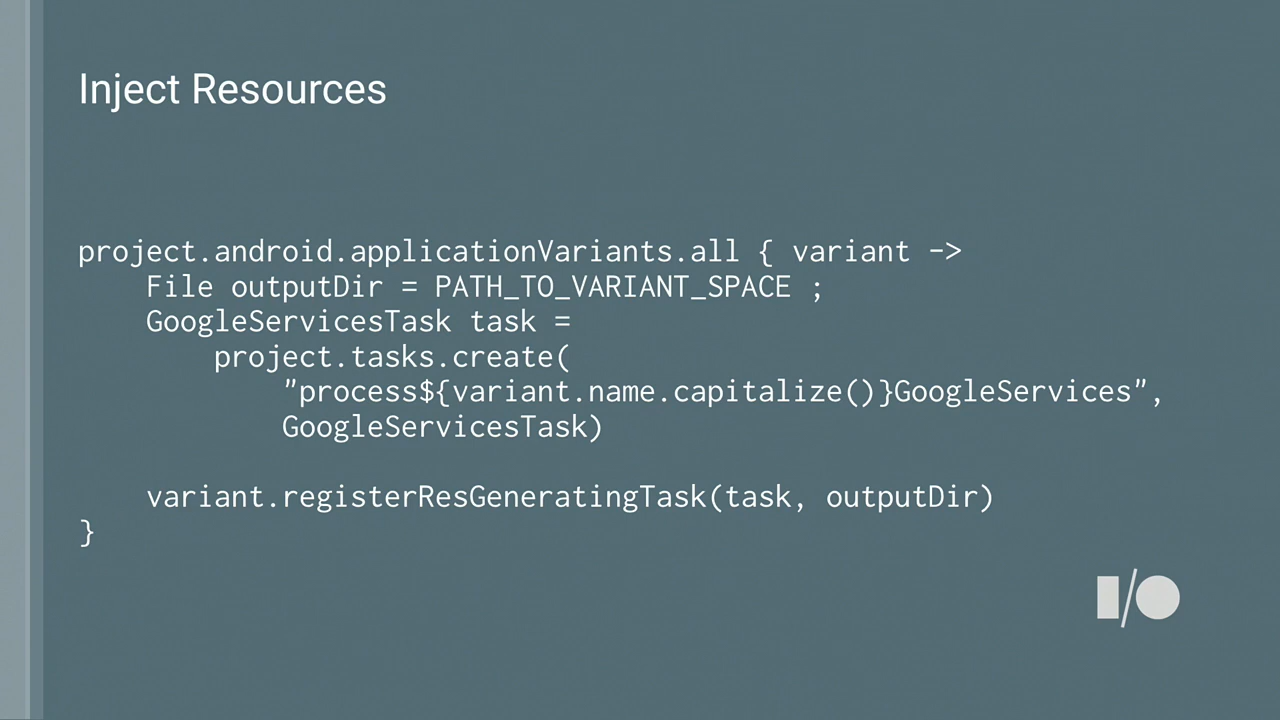 Inject Resources
project.android.applicationVariants.all { variant ->
    File outputDir = PATH_TO_VARIANT_SPACE ;
    GoogleServicesTask task =
        project.tasks.create(
            "process${variant.name.capitalize()}GoogleServices",
            GoogleServicesTask)
    variant.registerResGeneratingTask(task, outputDir)
}
I/O